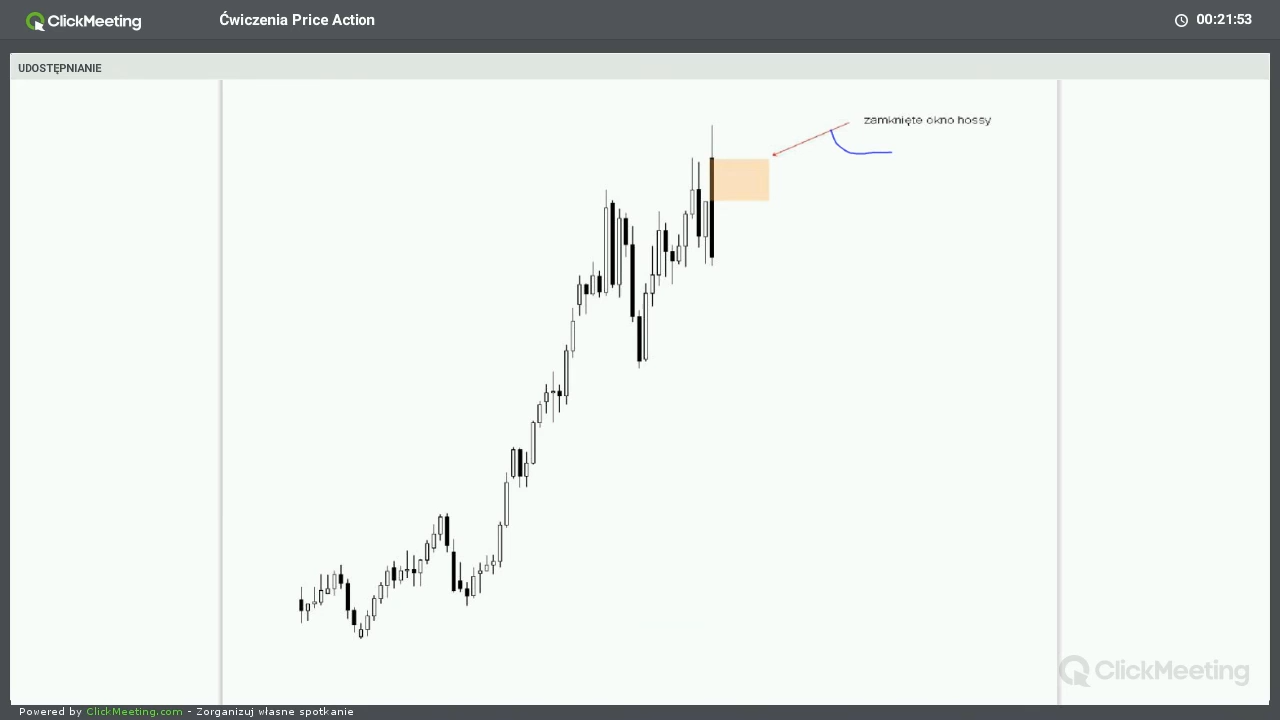 ClickMeeting
Ćwiczenia Price Action
00:21:53
UDOSTĘPNIANIE
zamknięte okno hossy
ClickMeeting
Powered by ClickMeeting.com - Zorganizuj własne spotkanie